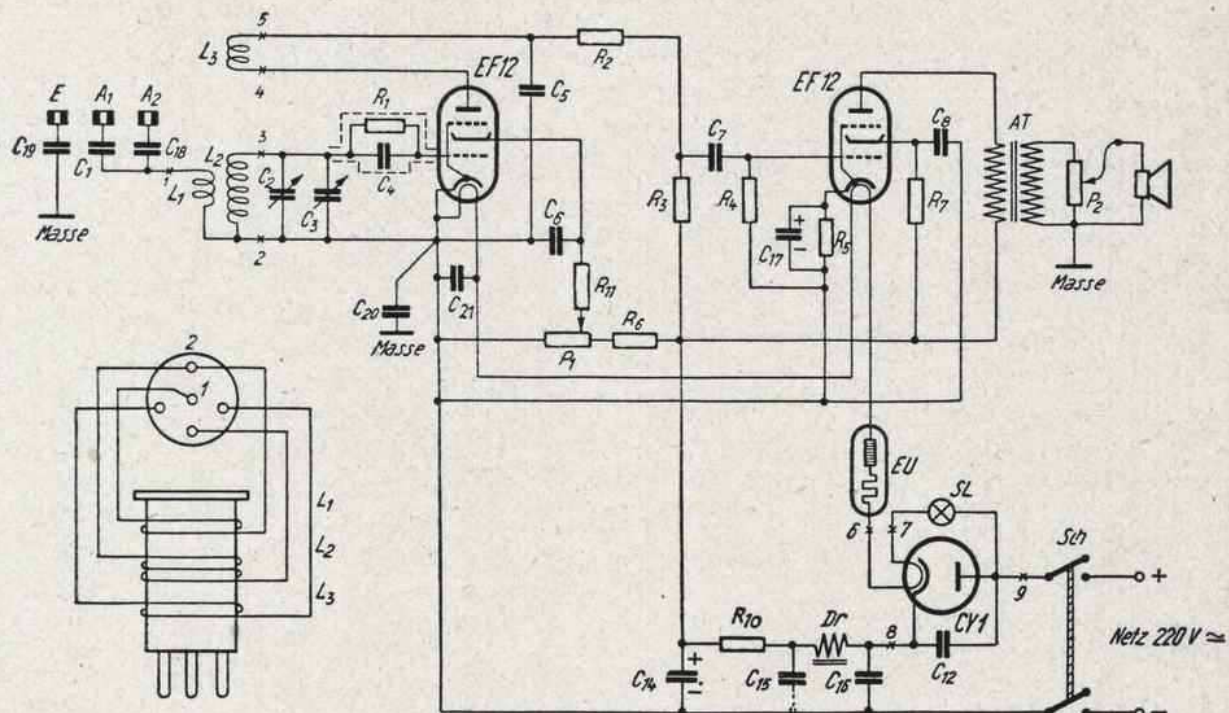 5
L3
4
R2
EF12
EF12
C5
E A1 A2
C19 C1 C18
1
L1
L2
3
2
C2
C3
R1
C4
C6
R11
C7
R3
R4
C17
+
-
R5
R7
C8
AT
P2
Masse
Masse
C20
C21
Masse
P1
R6
2
1
L1
L2
L3
EU
SL
6 7
CY1
9
Sch
+
Netz 220 V ≃
-
R10
Dr
8
C12
C14
+
-
C15
C16